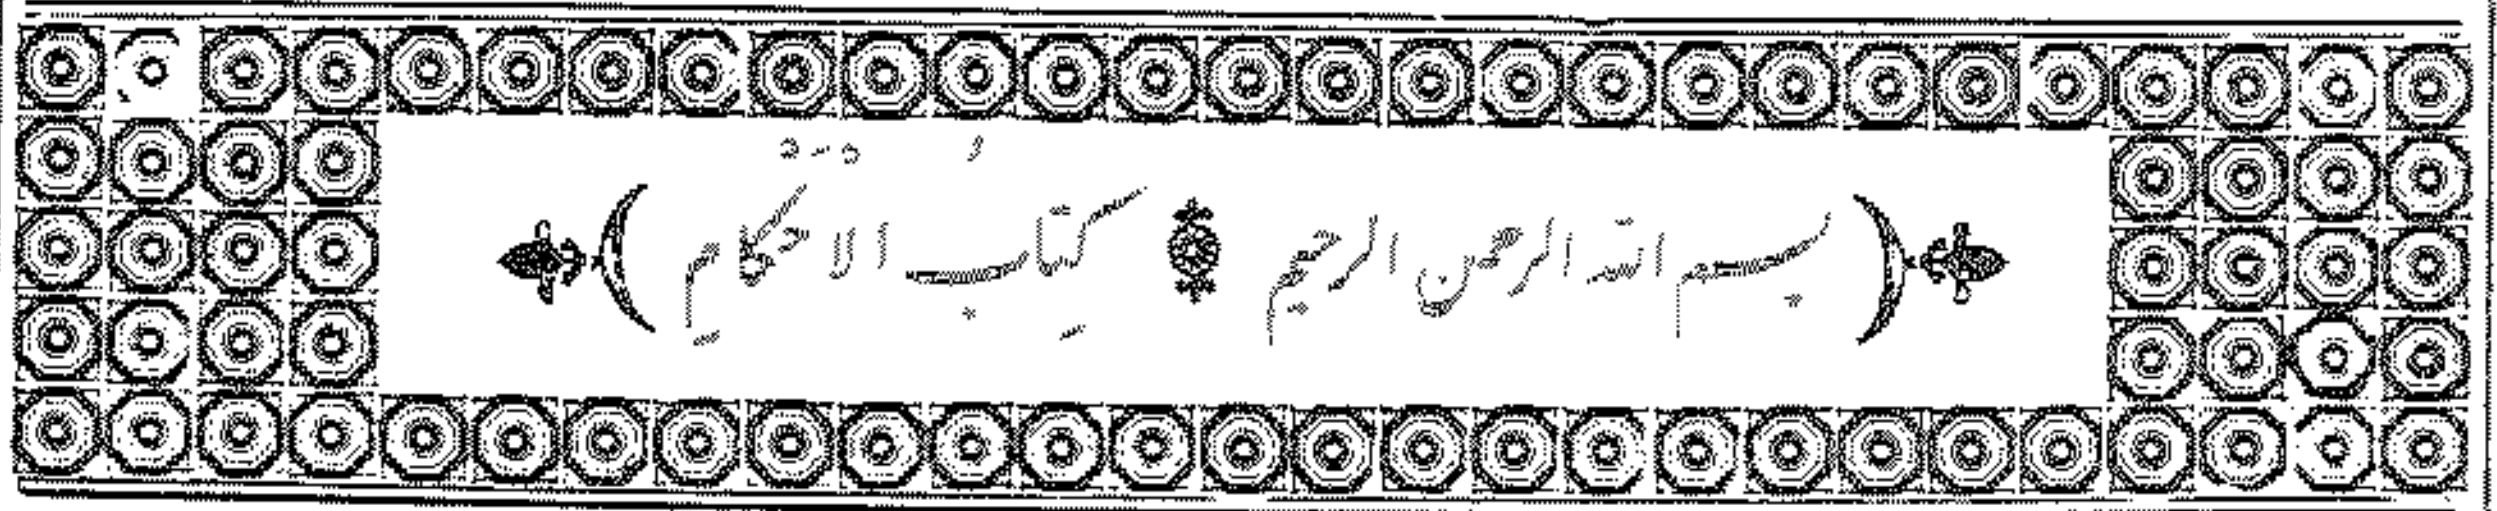 بسم الله الرحمن الرحيم كتاب الاحكام